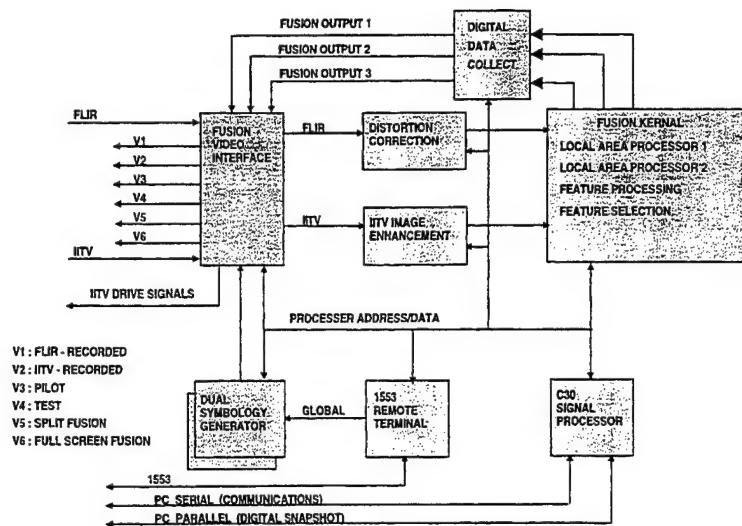 FUSION OUTPUT 1
FUSION OUTPUT 2
FUSION OUTPUT 3
DIGITAL
DATA
COLLECT
FLIR
V1
V2
V3
V4
V5
V6
IITV
IITV DRIVE SIGNALS
FUSION
VIDEO
INTERFACE
FLIR
IITV
DISTORTION
CORRECTION
IITV IMAGE
ENHANCEMENT
FUSION KERNAL
LOCAL AREA PROCESSOR 1
LOCAL AREA PROCESSOR 2
FEATURE PROCESSING
FEATURE SELECTION
PROCESSER ADDRESS/DATA
V1 : FLIR - RECORDED
V2 : IITV - RECORDED
V3 : PILOT
V4 : TEST
V5 : SPLIT FUSION
V6 : FULL SCREEN FUSION
DUAL
SYMBOLOGY
GENERATOR
GLOBAL
1553
REMOTE
TERMINAL
C30
SIGNAL
PROCESSOR
1553
PC SERIAL (COMMUNICATIONS)
PC PARALLEL (DIGITAL SNAPSHOT)